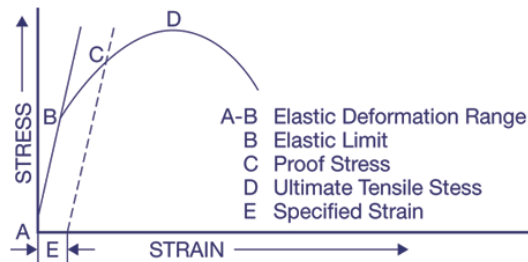 D
C
B
STRESS
A-B Elastic Deformation Range
B Elastic Limit
C Proof Stress
D Ultimate Tensile Stess
E Specified Strain
A
E
STRAIN